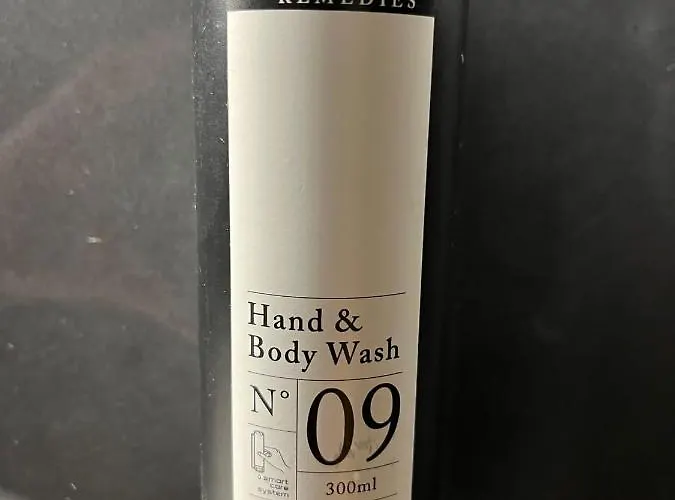 REMEDIES
Hand &
Body Wash
N° 09
smart
care
system
300ml